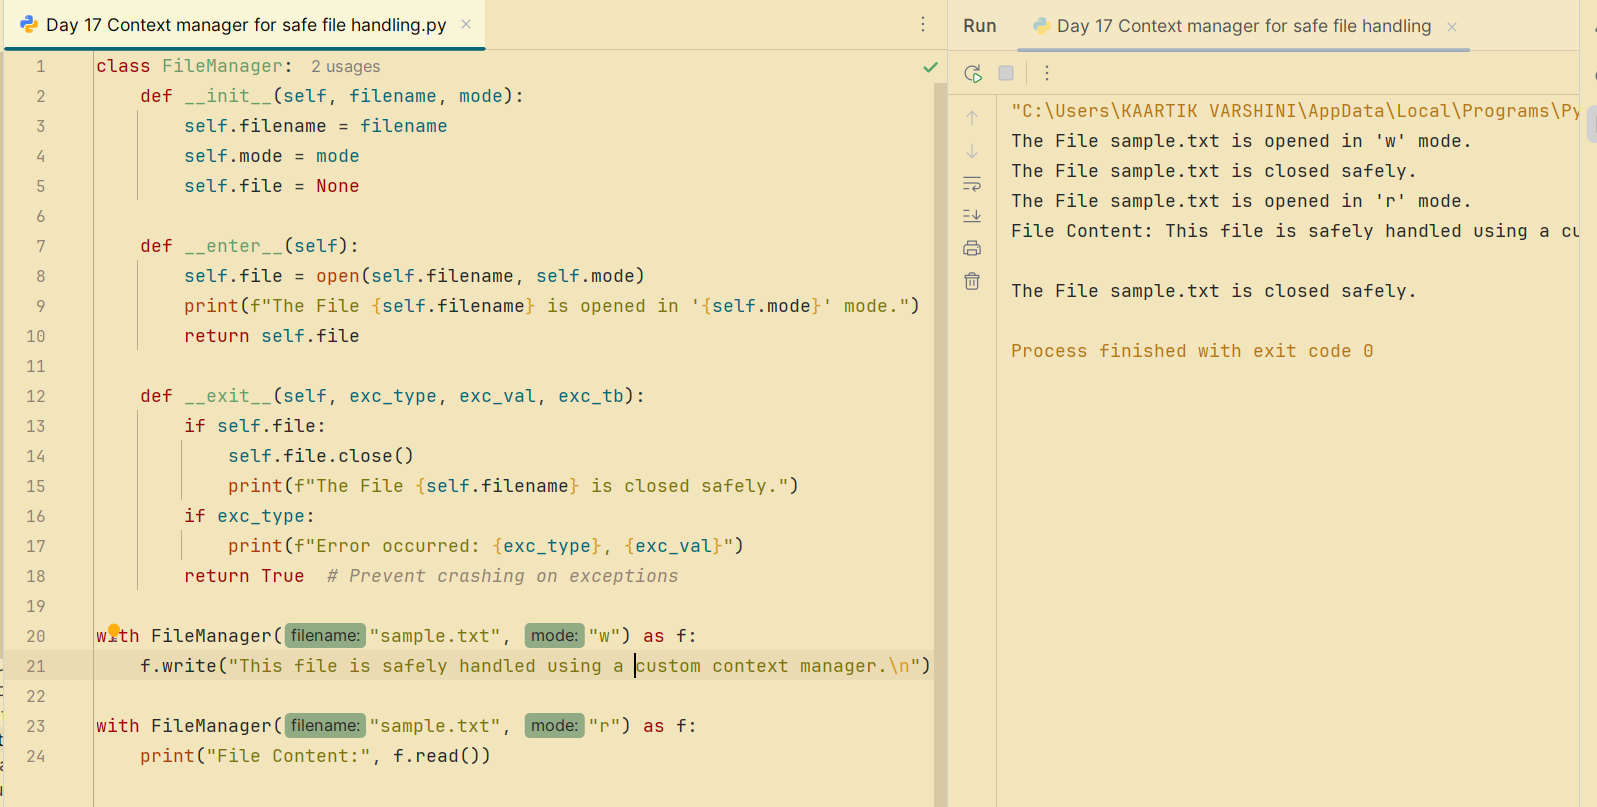 Day 17 Context manager for safe file handling.py
1 class FileManager: 2 usages
2 def __init__(self, filename, mode):
3 self.filename = filename
4 self.mode = mode
5 self.file = None
6
7 def __enter__(self):
8 self.file = open(self.filename, self.mode)
9 print(f"The File {self.filename} is opened in '{self.mode}' mode.")
10 return self.file
11
12 def __exit__(self, exc_type, exc_val, exc_tb):
13 if self.file:
14 self.file.close()
15 print(f"The File {self.filename} is closed safely.")
16 if exc_type:
17 print(f"Error occurred: {exc_type}, {exc_val}")
18 return True # Prevent crashing on exceptions
19
20 with FileManager(filename: "sample.txt", mode: "w") as f:
21 f.write("This file is safely handled using a custom context manager.\n")
22
23 with FileManager(filename: "sample.txt", mode: "r") as f:
24 print("File Content:", f.read())
Run Day 17 Context manager for safe file handling
"C:\Users\KAARTIK VARSHINI\AppData\Local\Programs\Py
The File sample.txt is opened in 'w' mode.
The File sample.txt is closed safely.
The File sample.txt is opened in 'r' mode.
File Content: This file is safely handled using a cu
The File sample.txt is closed safely.
Process finished with exit code 0